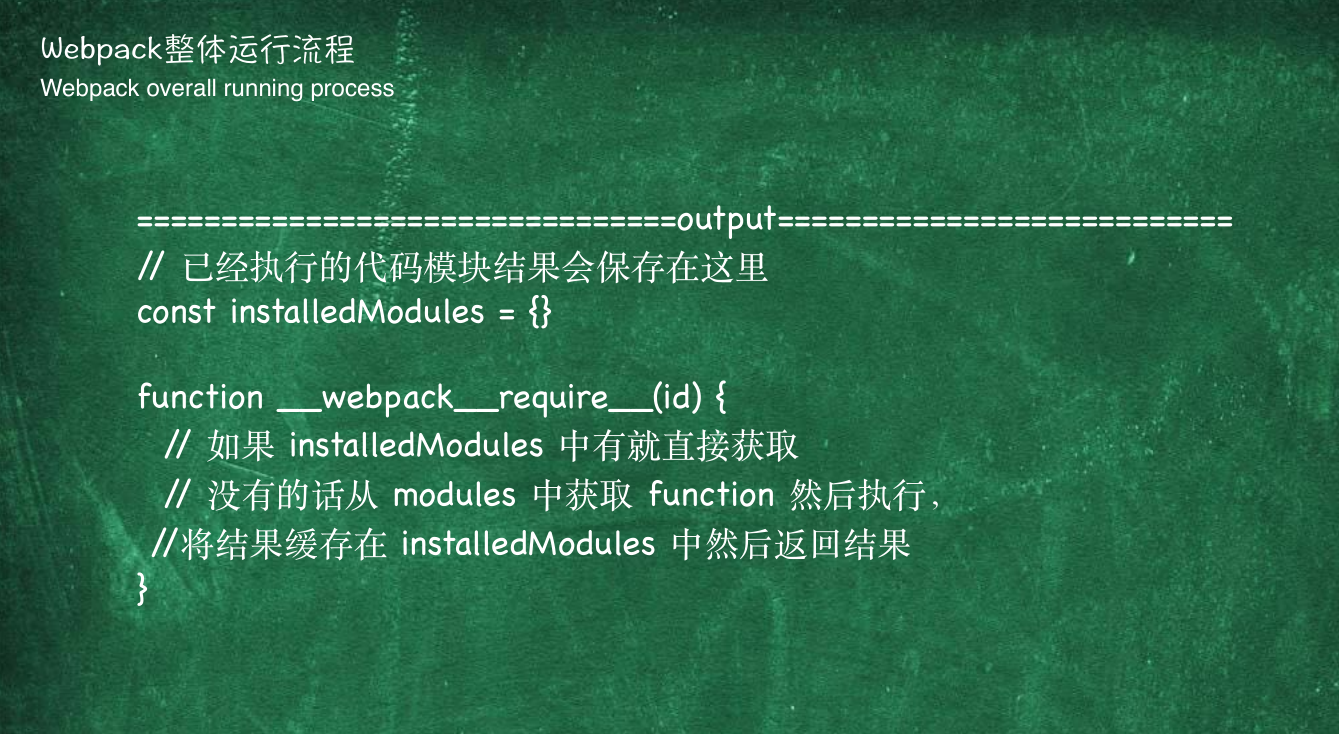 Webpack整体运行流程
Webpack overall running process
================================output===========================
// 已经执行的代码模块结果会保存在这里
const installedModules = {}
function __webpack__require__(id) {
// 如果 installedModules 中有就直接获取
// 没有的话从 modules 中获取 function 然后执行,
//将结果缓存在 installedModules 中然后返回结果
}